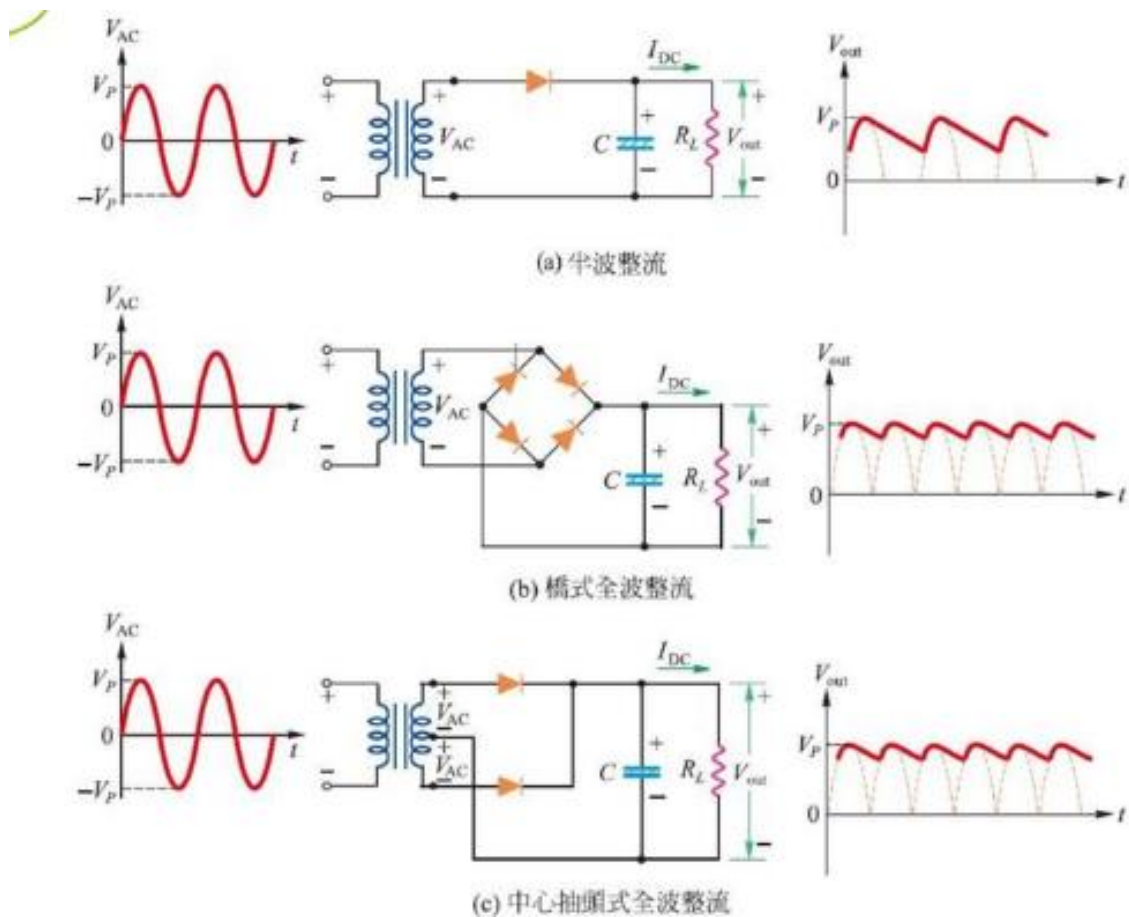 V_AC
V_P
0
−V_P
t
+
−
+
−
V_AC
I_DC
+
C
−
R_L
+
V_out
−
V_out
V_P
0
t
(a) 半波整流
V_AC
V_P
0
−V_P
t
+
−
+
−
V_AC
I_DC
+
C
−
R_L
+
V_out
−
V_out
V_P
0
t
(b) 橋式全波整流
V_AC
V_P
0
−V_P
t
+
−
+
V_AC
−
+
V_AC
−
I_DC
+
C
−
R_L
+
V_out
−
V_out
V_P
0
t
(c) 中心抽頭式全波整流